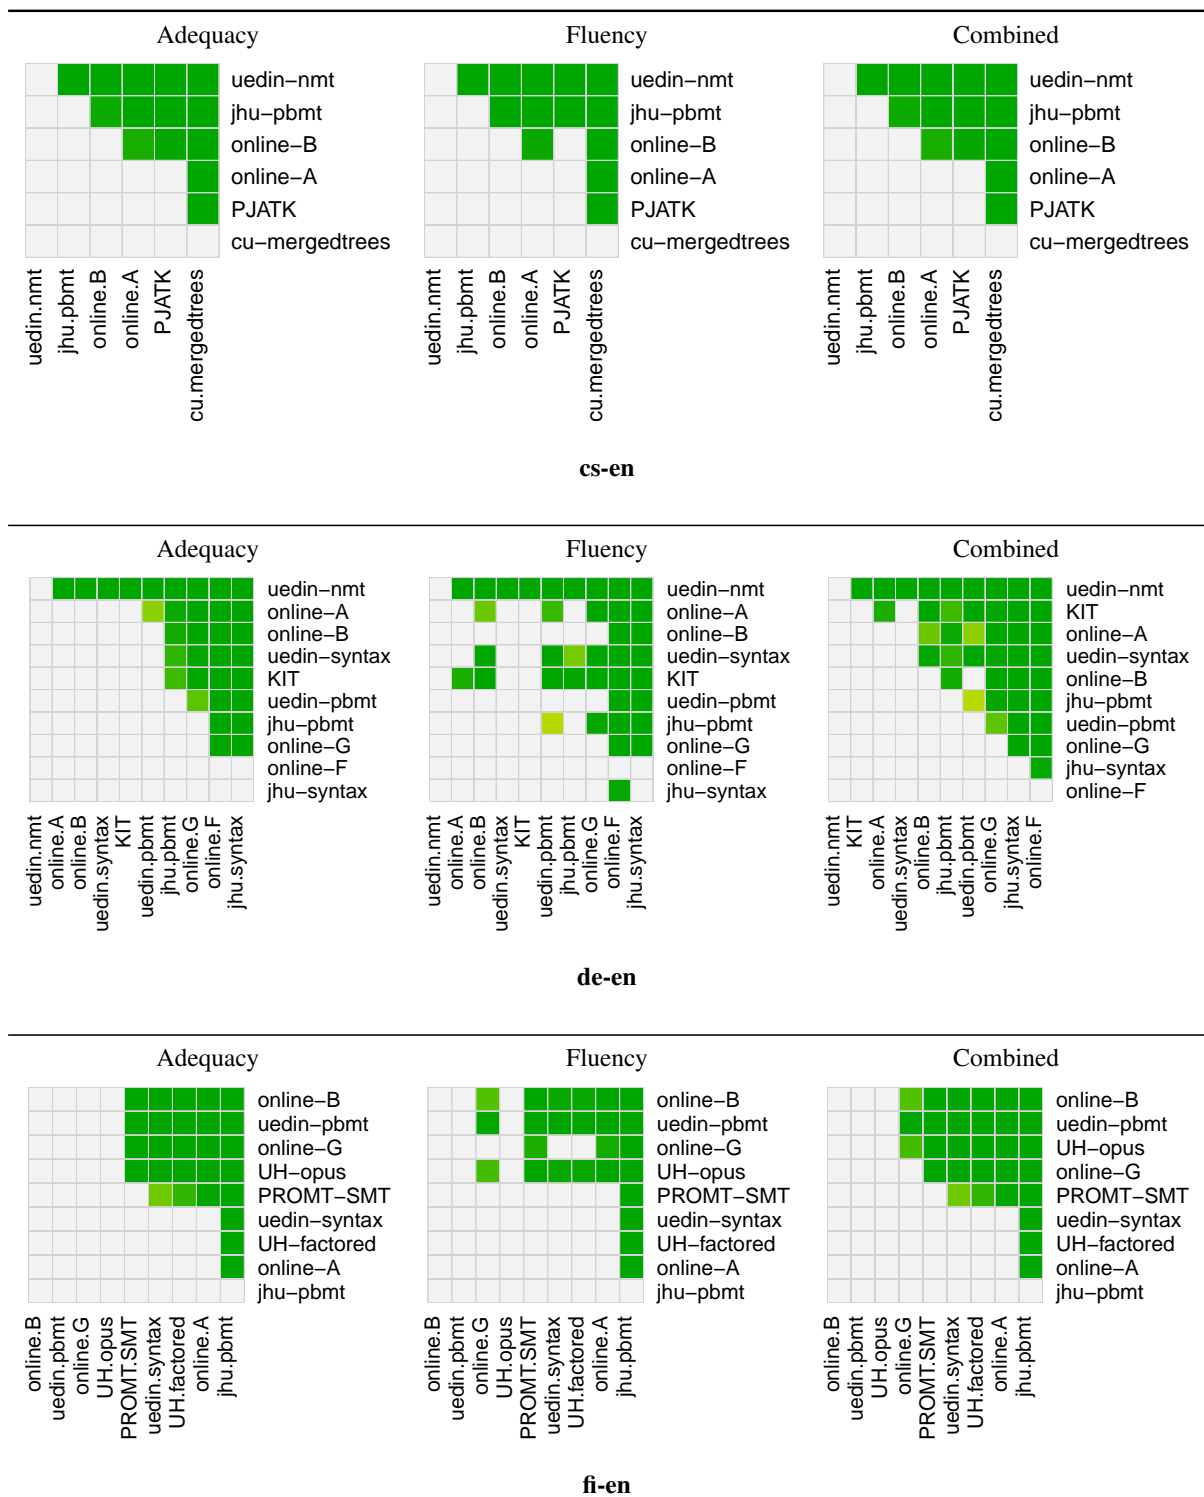 Adequacy Fluency Combined
uedin−nmt uedin−nmt uedin−nmt
jhu−pbmt jhu−pbmt jhu−pbmt
online−B online−B online−B
online−A online−A online−A
PJATK PJATK PJATK
cu−mergedtrees cu−mergedtrees cu−mergedtrees
uedin.nmt jhu.pbmt online.B online.A PJATK cu.mergedtrees
uedin.nmt jhu.pbmt online.B online.A PJATK cu.mergedtrees
uedin.nmt jhu.pbmt online.B online.A PJATK cu.mergedtrees
cs-en
Adequacy Fluency Combined
uedin−nmt uedin−nmt uedin−nmt
online−A online−A KIT
online−B online−B online−A
uedin−syntax uedin−syntax uedin−syntax
KIT KIT online−B
uedin−pbmt uedin−pbmt jhu−pbmt
jhu−pbmt jhu−pbmt uedin−pbmt
online−G online−G online−G
online−F online−F jhu−syntax
jhu−syntax jhu−syntax online−F
uedin.nmt online.A online.B uedin.syntax KIT uedin.pbmt jhu.pbmt online.G online.F jhu.syntax
uedin.nmt online.A online.B uedin.syntax KIT uedin.pbmt jhu.pbmt online.G online.F jhu.syntax
uedin.nmt KIT online.A uedin.syntax online.B jhu.pbmt uedin.pbmt online.G jhu.syntax online.F
de-en
Adequacy Fluency Combined
online−B online−B online−B
uedin−pbmt uedin−pbmt uedin−pbmt
online−G online−G UH−opus
UH−opus UH−opus online−G
PROMT−SMT PROMT−SMT PROMT−SMT
uedin−syntax uedin−syntax uedin−syntax
UH−factored UH−factored UH−factored
online−A online−A online−A
jhu−pbmt jhu−pbmt jhu−pbmt
online.B uedin.pbmt online.G UH.opus PROMT.SMT uedin.syntax UH.factored online.A jhu.pbmt
online.B uedin.pbmt online.G UH.opus PROMT.SMT uedin.syntax UH.factored online.A jhu.pbmt
online.B uedin.pbmt UH.opus online.G PROMT.SMT uedin.syntax UH.factored online.A jhu.pbmt
fi-en